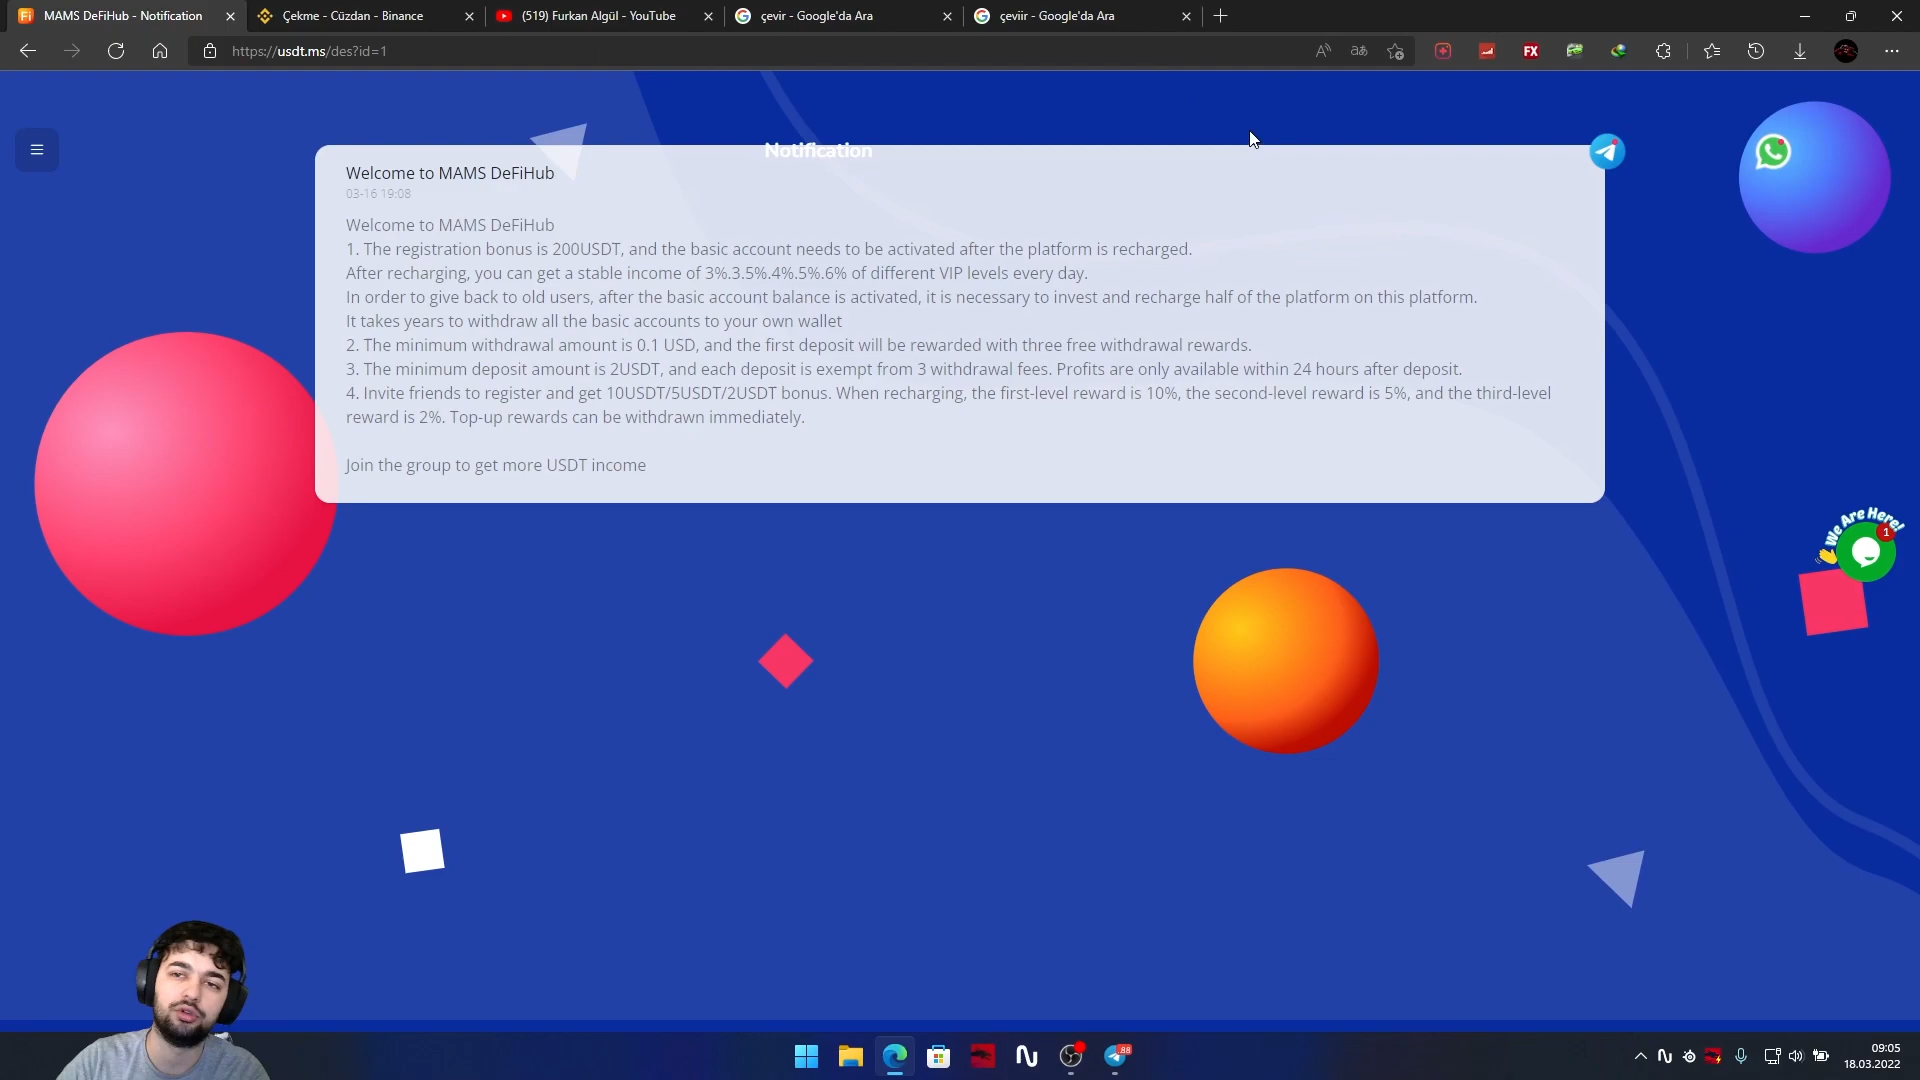 MAMS DeFiHub - Notification
Çekme - Cüzdan - Binance
(519) Furkan Algül - YouTube
çevir - Google'da Ara
çeviir - Google'da Ara
https://usdt.ms/des?id=1
FX
Notification
Welcome to MAMS DeFiHub
03-16 19:08
Welcome to MAMS DeFiHub
1. The registration bonus is 200USDT, and the basic account needs to be activated after the platform is recharged.
After recharging, you can get a stable income of 3%.3.5%.4%.5%.6% of different VIP levels every day.
In order to give back to old users, after the basic account balance is activated, it is necessary to invest and recharge half of the platform on this platform.
It takes years to withdraw all the basic accounts to your own wallet
2. The minimum withdrawal amount is 0.1 USD, and the first deposit will be rewarded with three free withdrawal rewards.
3. The minimum deposit amount is 2USDT, and each deposit is exempt from 3 withdrawal fees. Profits are only available within 24 hours after deposit.
4. Invite friends to register and get 10USDT/5USDT/2USDT bonus. When recharging, the first-level reward is 10%, the second-level reward is 5%, and the third-level
reward is 2%. Top-up rewards can be withdrawn immediately.
Join the group to get more USDT income
We Are Here!
1
88
09:05
18.03.2022